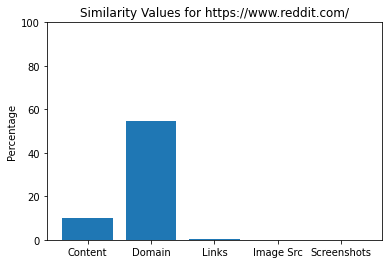 Similarity Values for https://www.reddit.com/
100
80
60
40
20
0
Percentage
Content Domain Links Image Src Screenshots